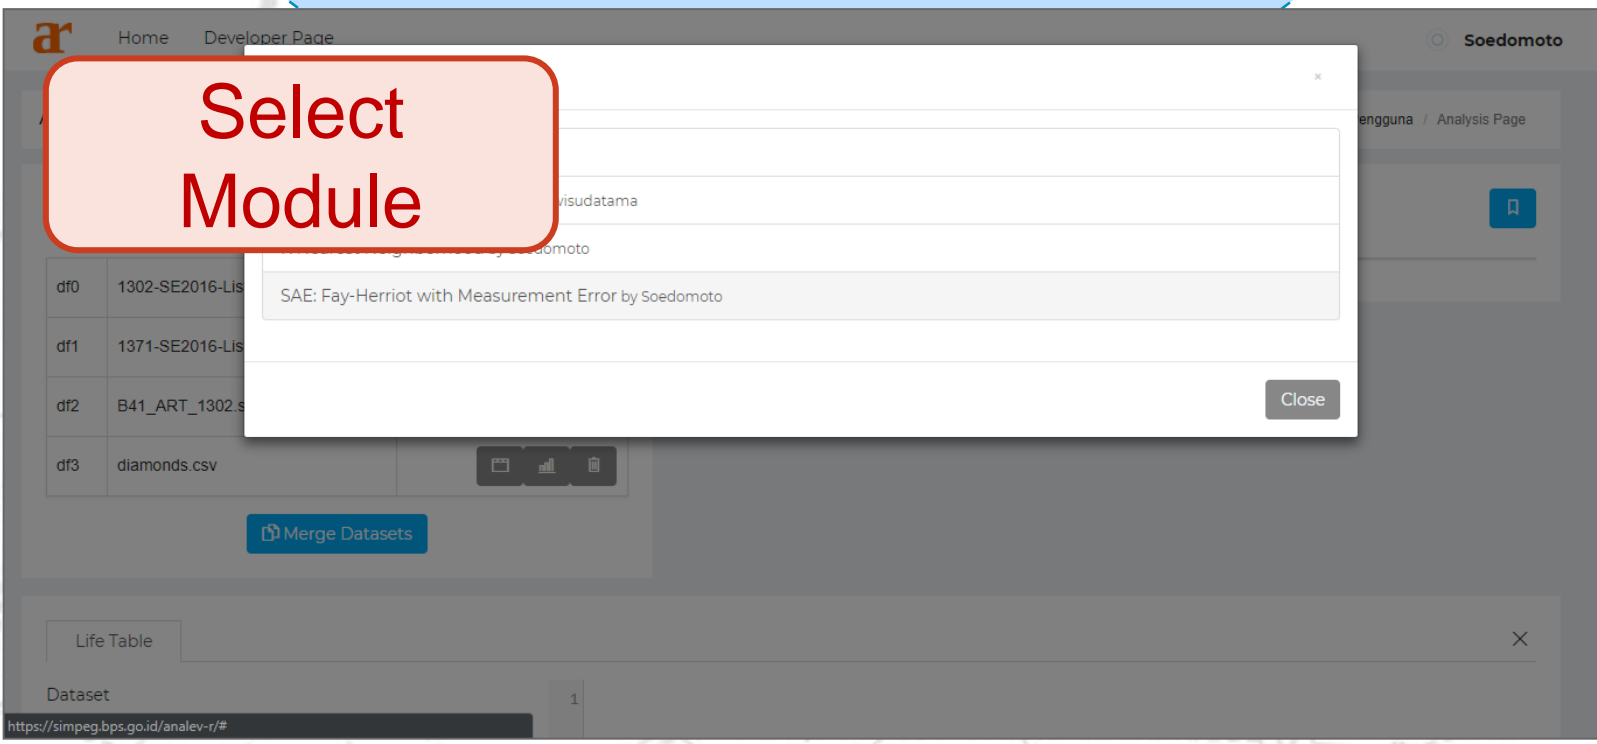 ar Home Developer Page Soedomoto
Select
Module
×
engguna / Analysis Page
visudatama
by Soedomoto
SAE: Fay-Herriot with Measurement Error by Soedomoto
Close
df0 1302-SE2016-Lis
df1 1371-SE2016-Lis
df2 B41_ART_1302.s
df3 diamonds.csv
Merge Datasets
Life Table
Dataset
1
https://simpeg.bps.go.id/analev-r/#